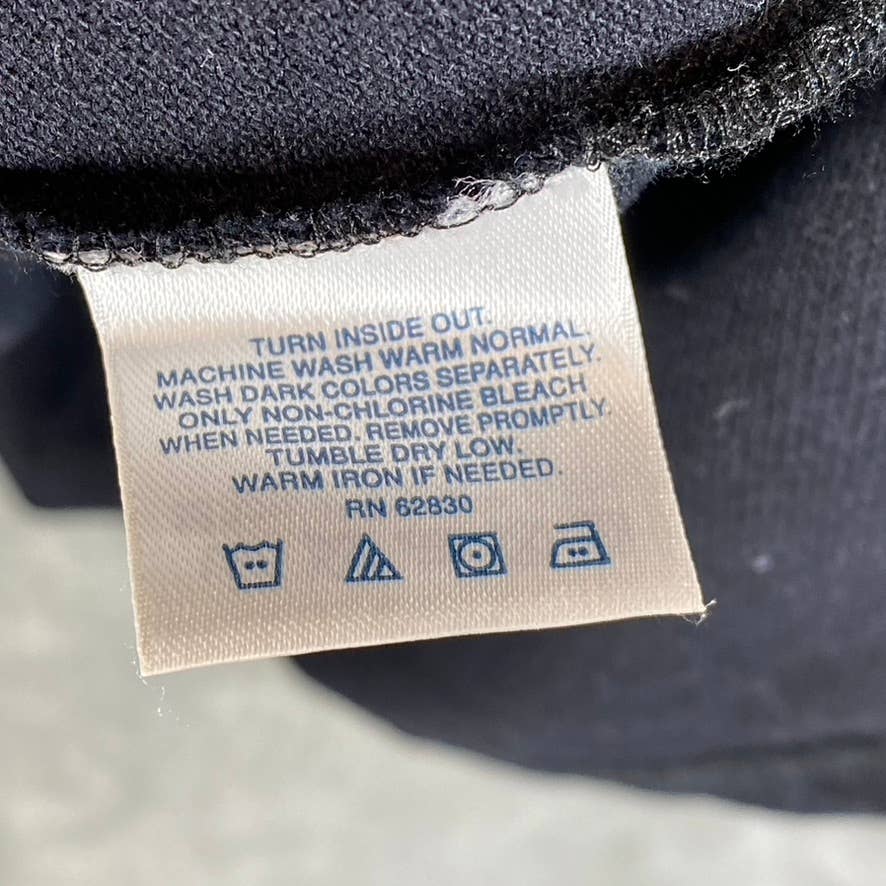 TURN INSIDE OUT.
MACHINE WASH WARM NORMAL.
WASH DARK COLORS SEPARATELY.
ONLY NON-CHLORINE BLEACH
WHEN NEEDED. REMOVE PROMPTLY.
TUMBLE DRY LOW.
WARM IRON IF NEEDED.
RN 62830